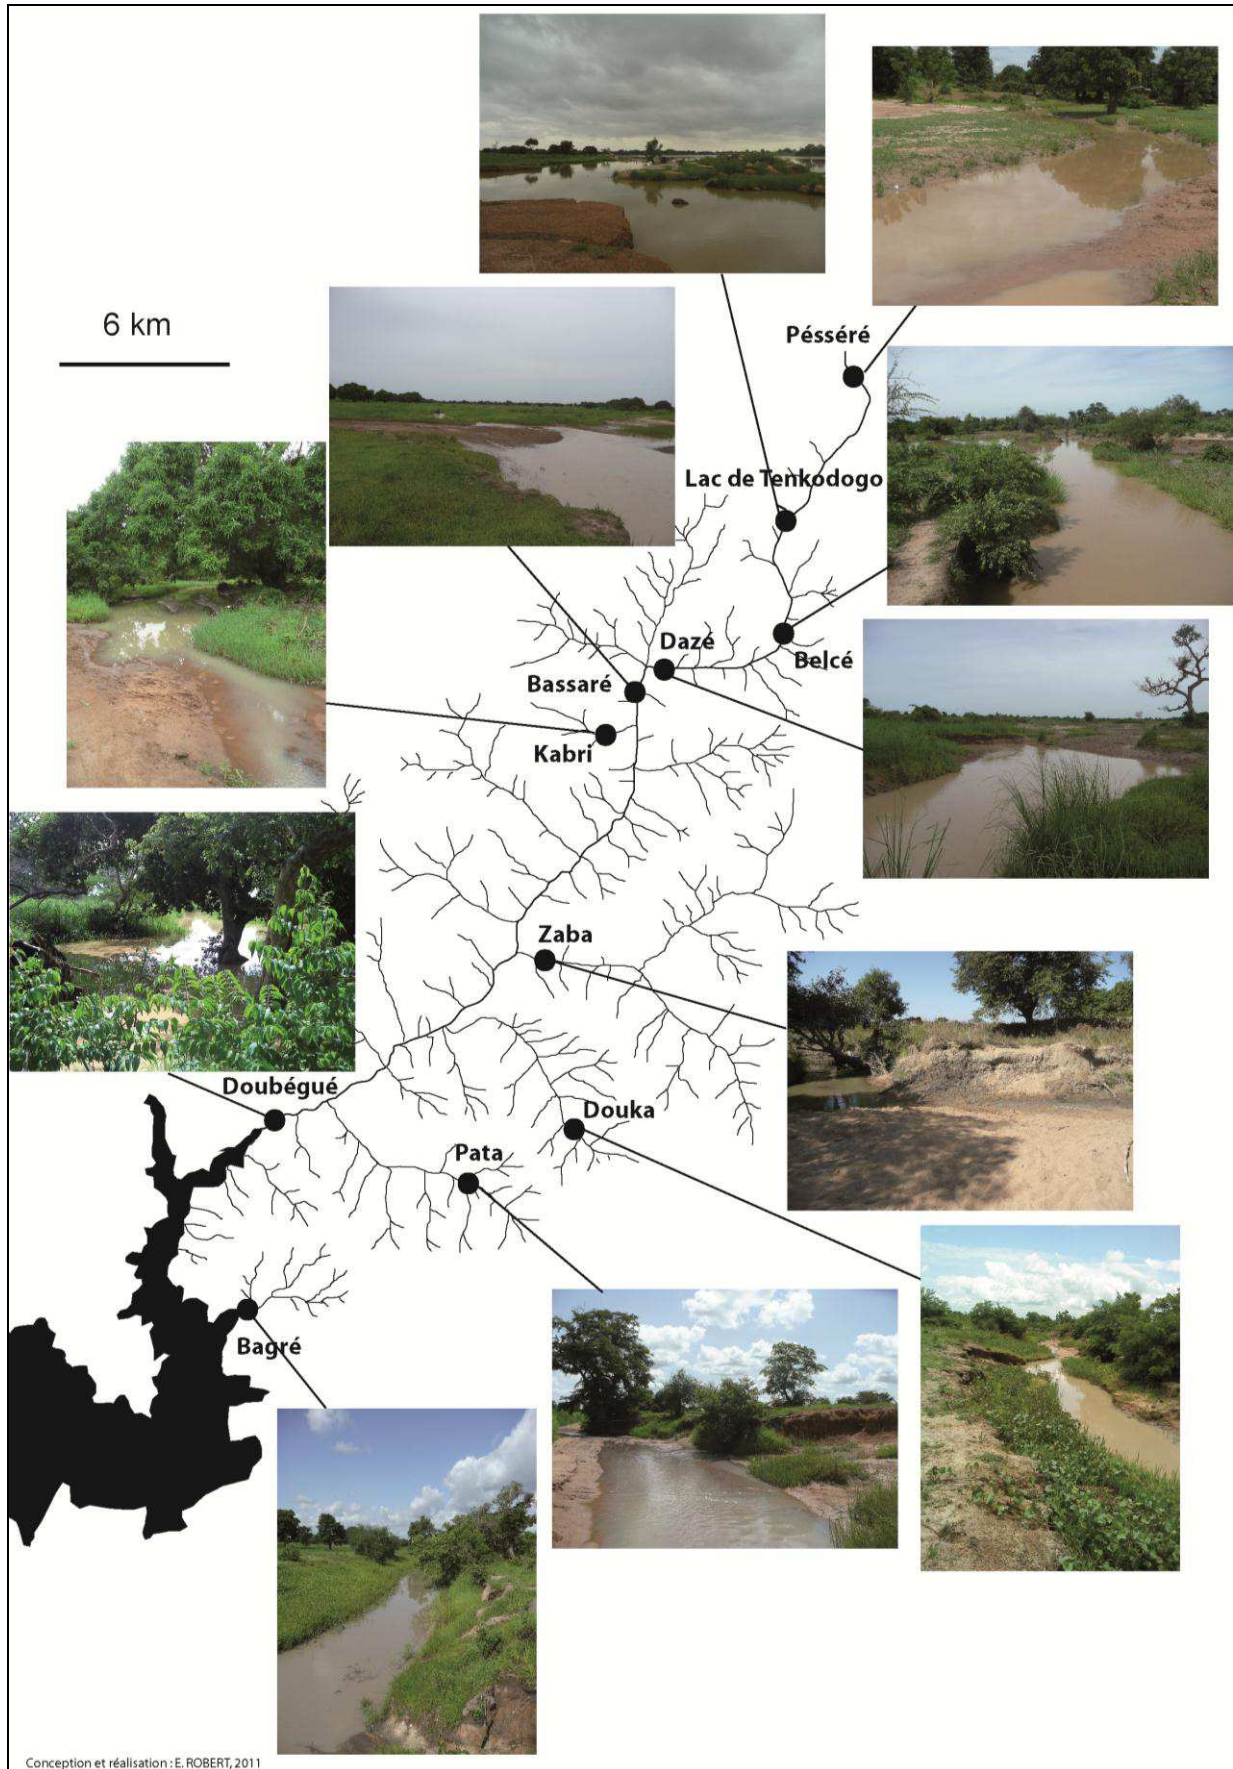 6 km
Pésséré
Lac de Tenkodogo
Dazé
Belcé
Bassaré
Kabri
Zaba
Doubégué
Douka
Pata
Bagré
Conception et réalisation : E. ROBERT, 2011